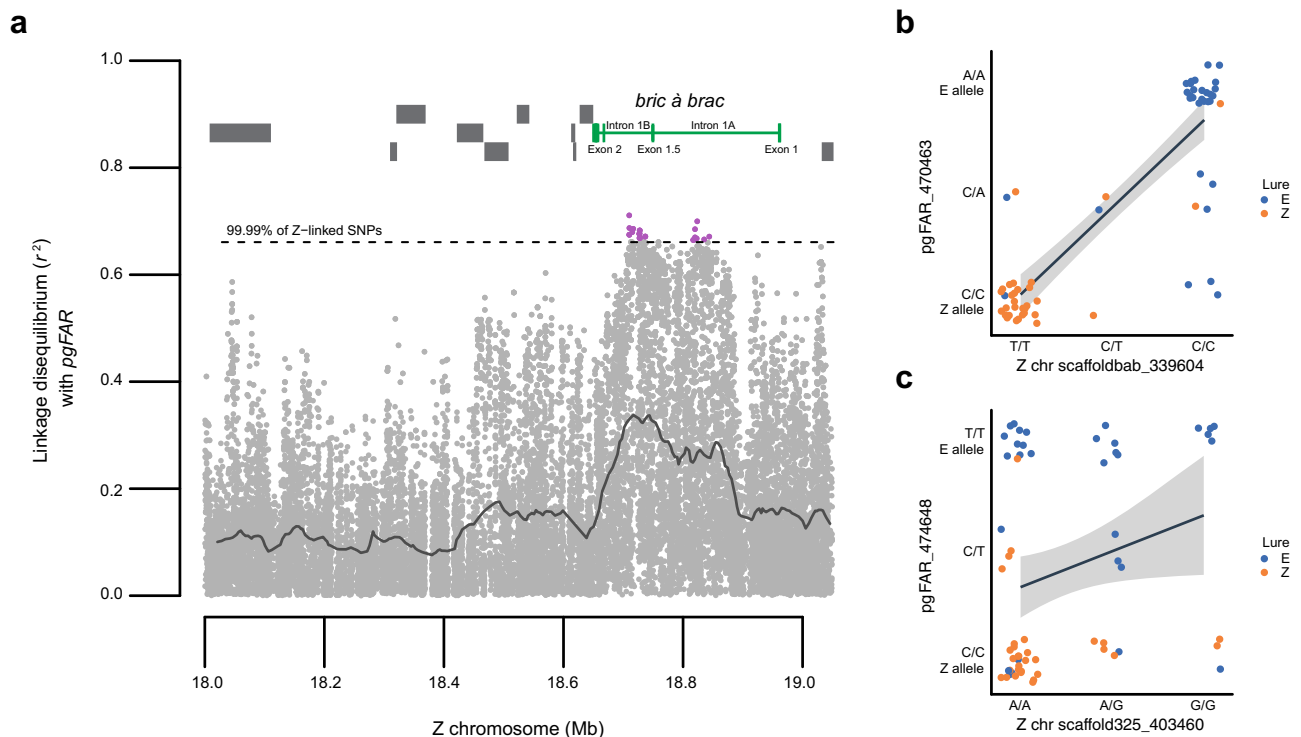 a
Linkage disequilibrium (r²)
with pgFAR
1.0
0.8
0.6
0.4
0.2
0.0
bric à brac
Intron 1B
Intron 1A
Exon 2
Exon 1.5
Exon 1
99.99% of Z−linked SNPs
18.0
18.2
18.4
18.6
18.8
19.0
Z chromosome (Mb)
b
pgFAR_470463
A/A
E allele
C/A
C/C
Z allele
T/T
C/T
C/C
Z chr scaffoldbab_339604
Lure
E
Z
c
pgFAR_474648
T/T
E allele
C/T
C/C
Z allele
A/A
A/G
G/G
Z chr scaffold325_403460
Lure
E
Z